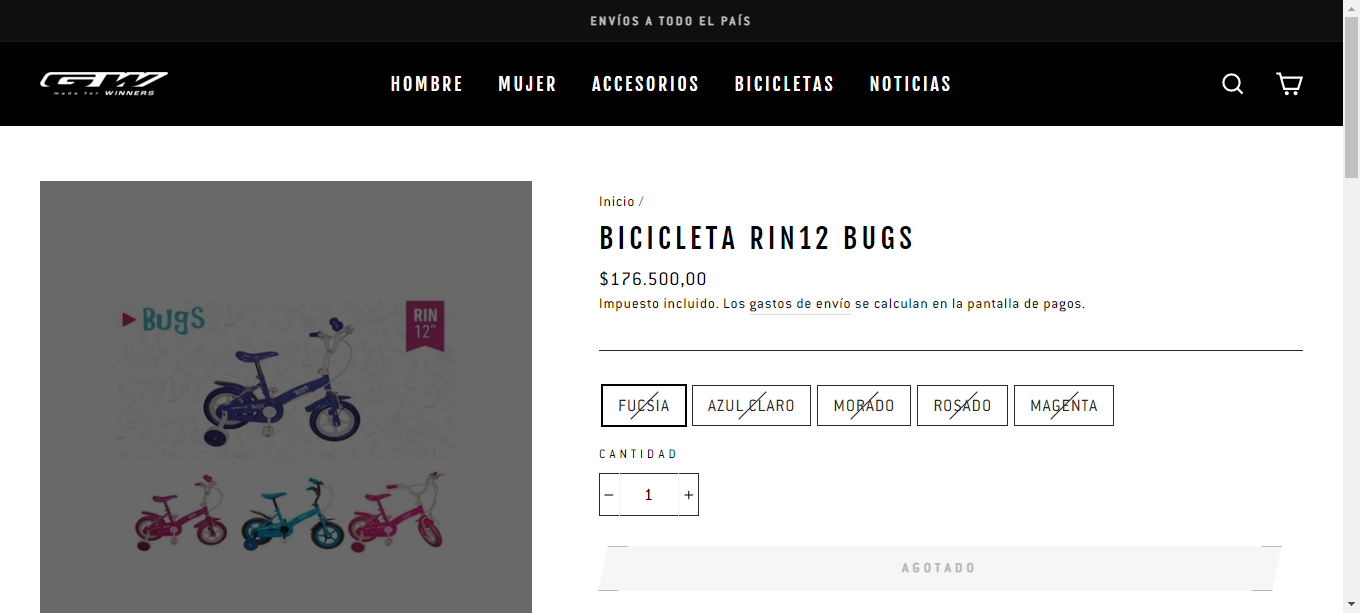 ENVÍOS A TODO EL PAÍS
GW
made for WINNERS
HOMBRE MUJER ACCESORIOS BICICLETAS NOTICIAS
Bugs
RIN
12"
Inicio /
BICICLETA RIN12 BUGS
$176.500,00
Impuesto incluido. Los gastos de envío se calculan en la pantalla de pagos.
FUCSIA AZUL CLARO MORADO ROSADO MAGENTA
CANTIDAD
− 1 +
AGOTADO